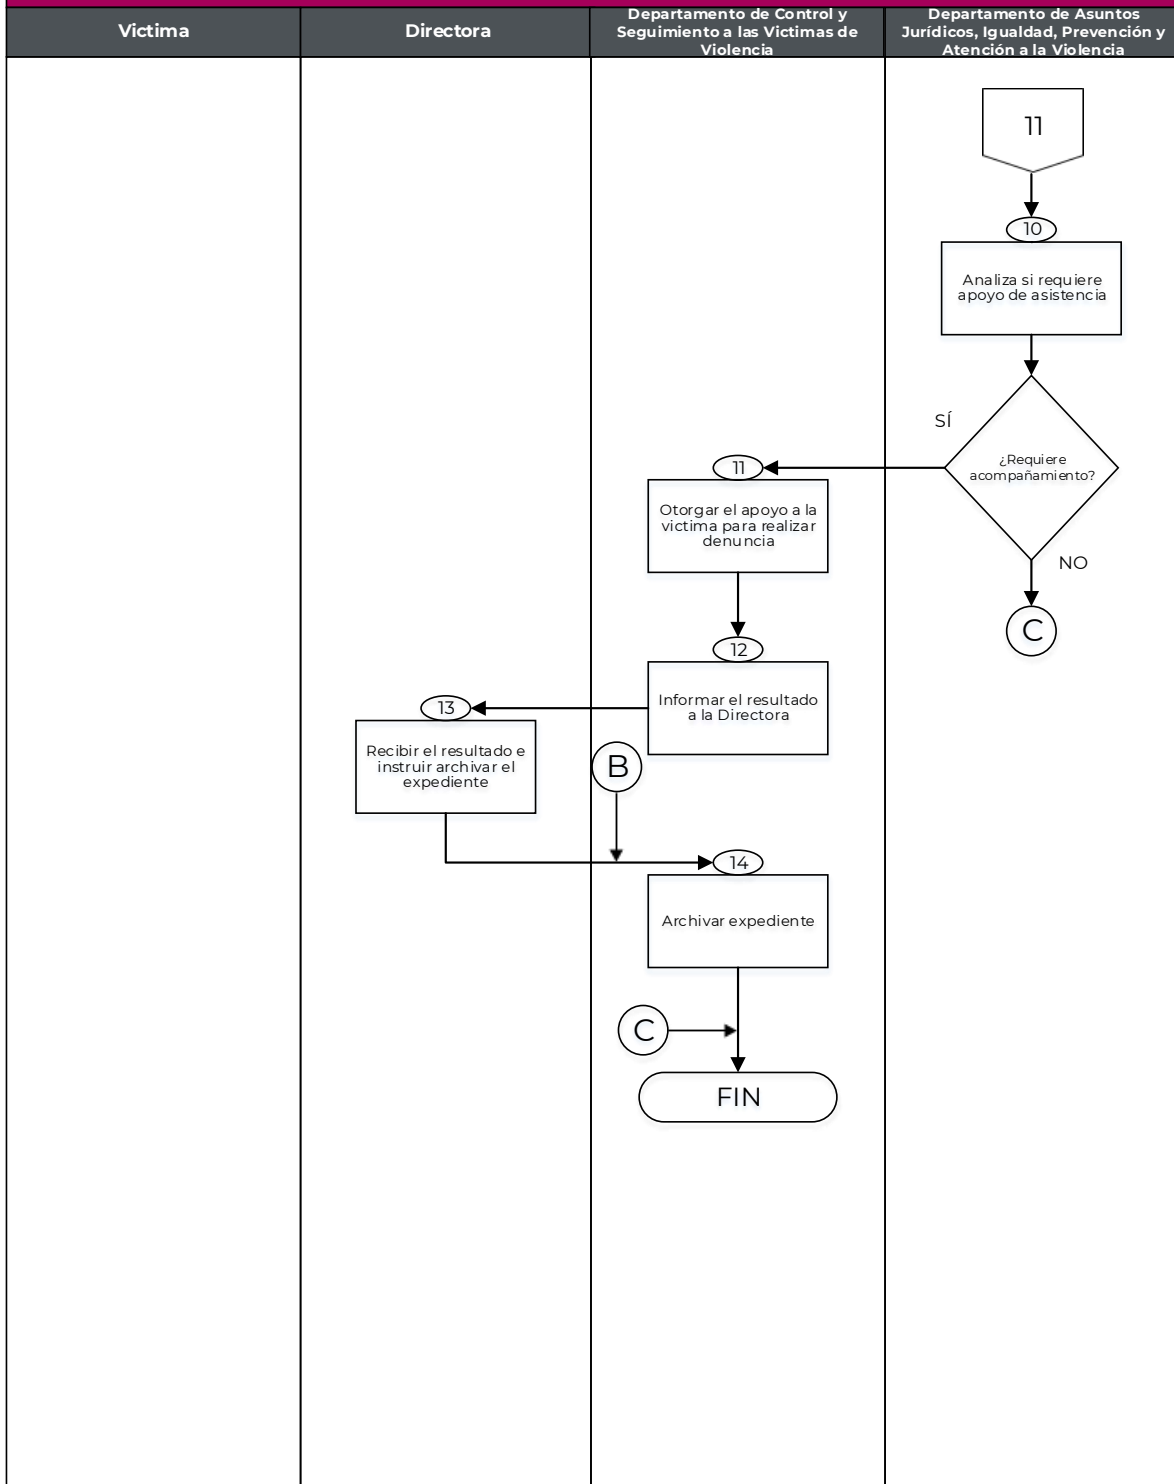 Victima
Directora
Departamento de Control y
Seguimiento a las Victimas de
Violencia
Departamento de Asuntos
Jurídicos, Igualdad, Prevención y
Atención a la Violencia
11
10
Analiza si requiere
apoyo de asistencia
SÍ
¿Requiere
acompañamiento?
NO
C
11
Otorgar el apoyo a la
victima para realizar
denuncia
12
Informar el resultado
a la Directora
13
Recibir el resultado e
instruir archivar el
expediente
B
14
Archivar expediente
C
FIN